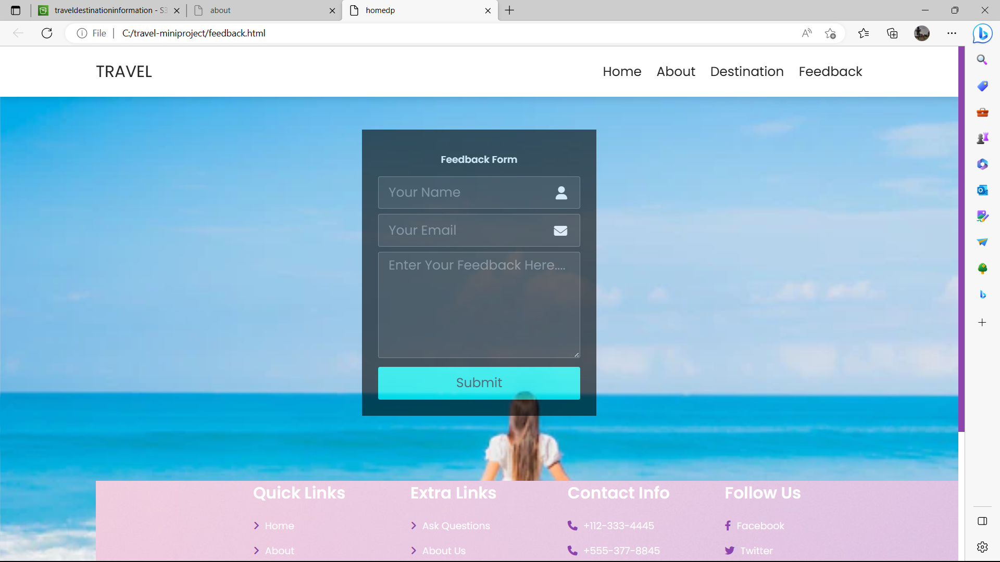 traveldestinationinformation - S3
about
homedp
File
C:/travel-miniproject/feedback.html
TRAVEL
Home
About
Destination
Feedback
Feedback Form
Your Name
Your Email
Enter Your Feedback Here....
Submit
Quick Links
Extra Links
Contact Info
Follow Us
Home
Ask Questions
+112-333-4445
Facebook
About
About Us
+555-377-8845
Twitter